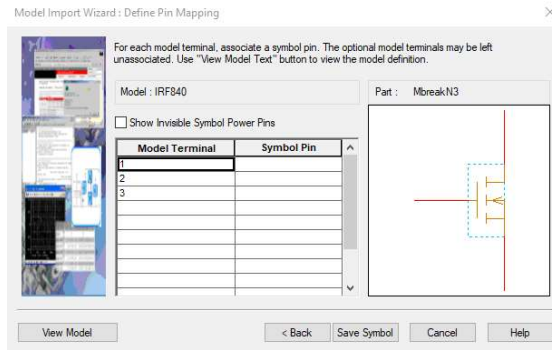 Model Import Wizard : Define Pin Mapping
For each model terminal, associate a symbol pin. The optional model terminals may be left
unassociated. Use "View Model Text" button to view the model definition.
Model : IRF840
Part : MbreakN3
Show Invisible Symbol Power Pins
Model Terminal Symbol Pin
1
2
3
View Model
< Back
Save Symbol
Cancel
Help